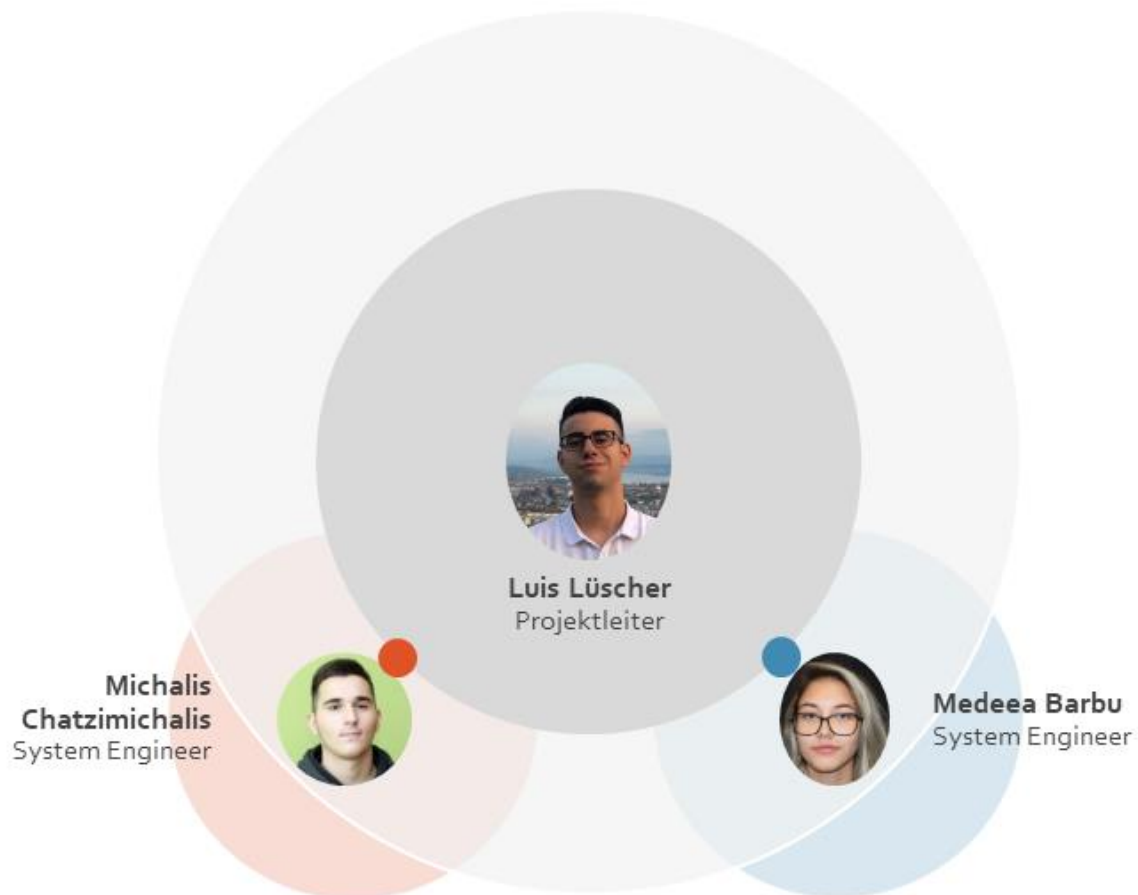 Luis Lüscher
Projektleiter
Michalis
Chatzimichalis
System Engineer
Medeea Barbu
System Engineer